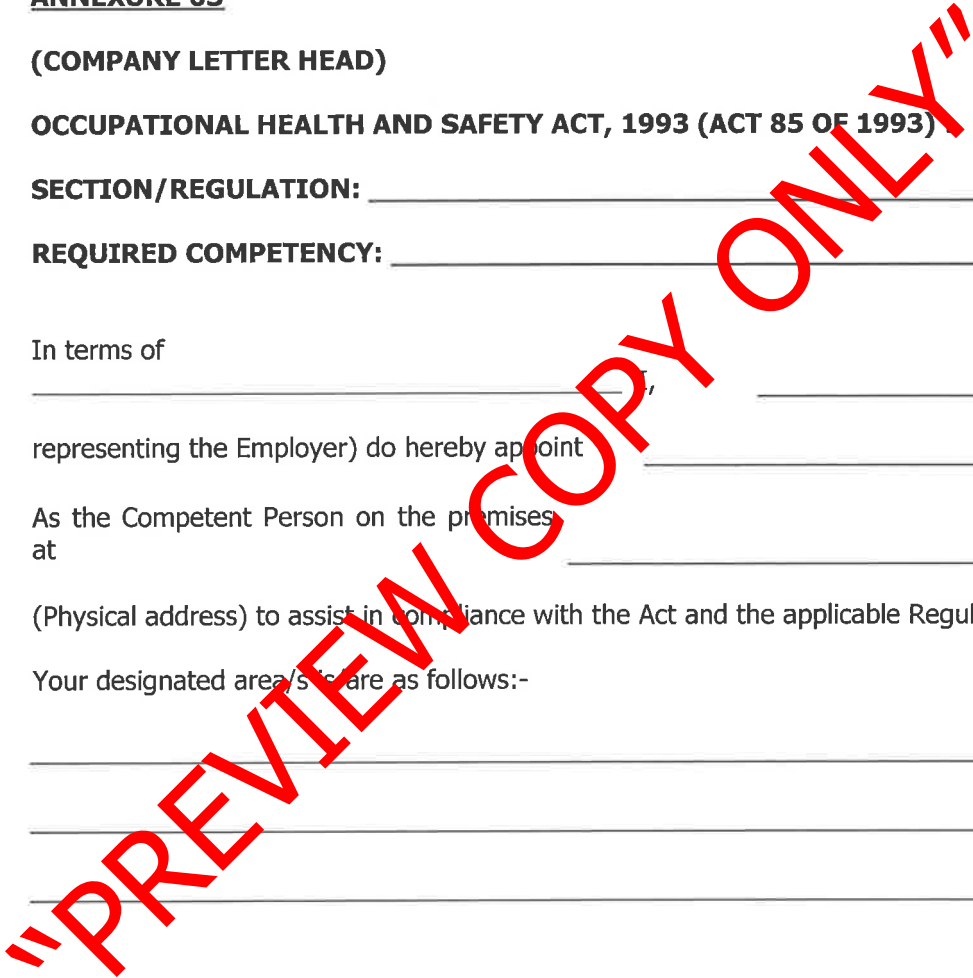 (COMPANY LETTER HEAD)
OCCUPATIONAL HEALTH AND SAFETY ACT, 1993 (ACT 85 OF 1993) :
SECTION/REGULATION:
REQUIRED COMPETENCY:
In terms of
I,
representing the Employer) do hereby appoint
As the Competent Person on the premises
at
(Physical address) to assist in compliance with the Act and the applicable Regul
Your designated area/s is/are as follows:-
"PREVIEW COPY ONLY"